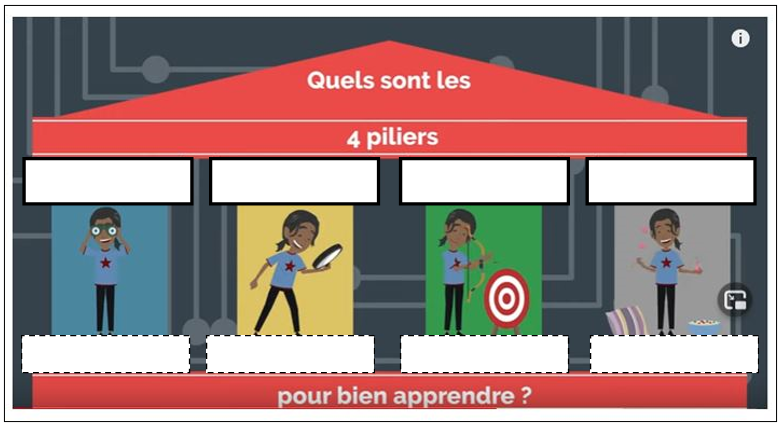 Quels sont les
4 piliers
pour bien apprendre ?